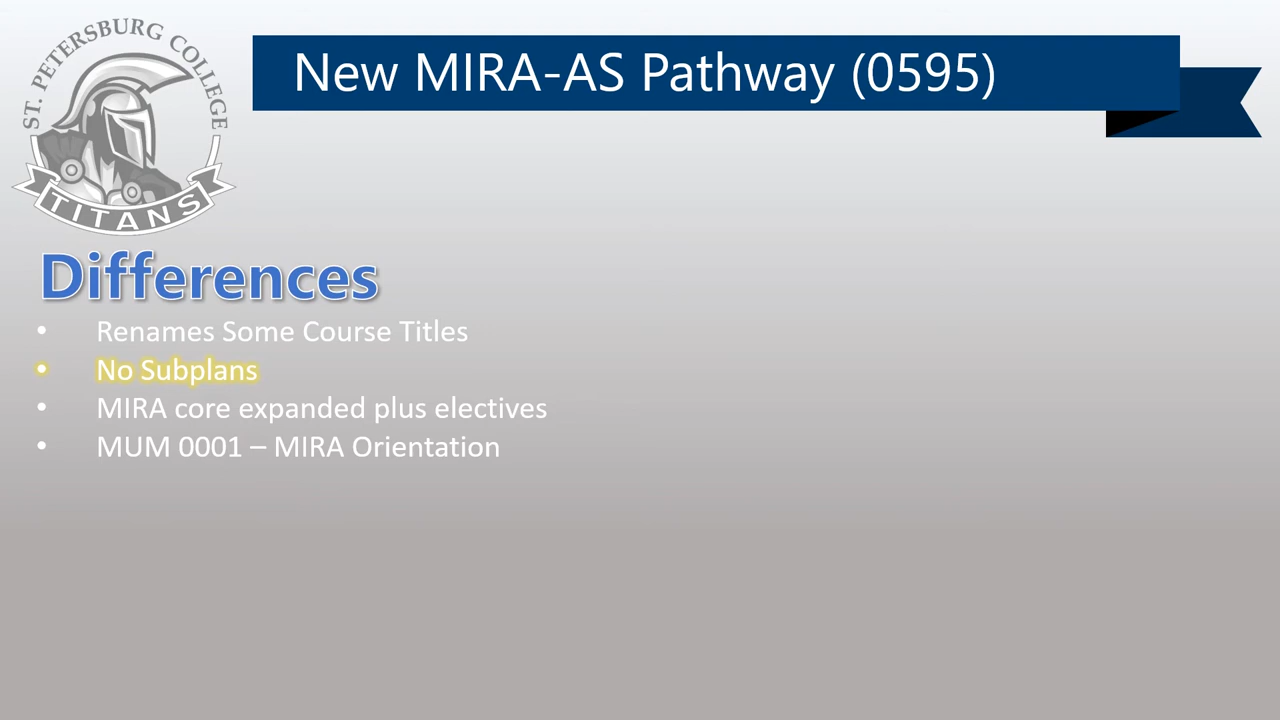 ST. PETERSBURG COLLEGE
TITANS
New MIRA-AS Pathway (0595)
Differences
• Renames Some Course Titles
• No Subplans
• MIRA core expanded plus electives
• MUM 0001 – MIRA Orientation